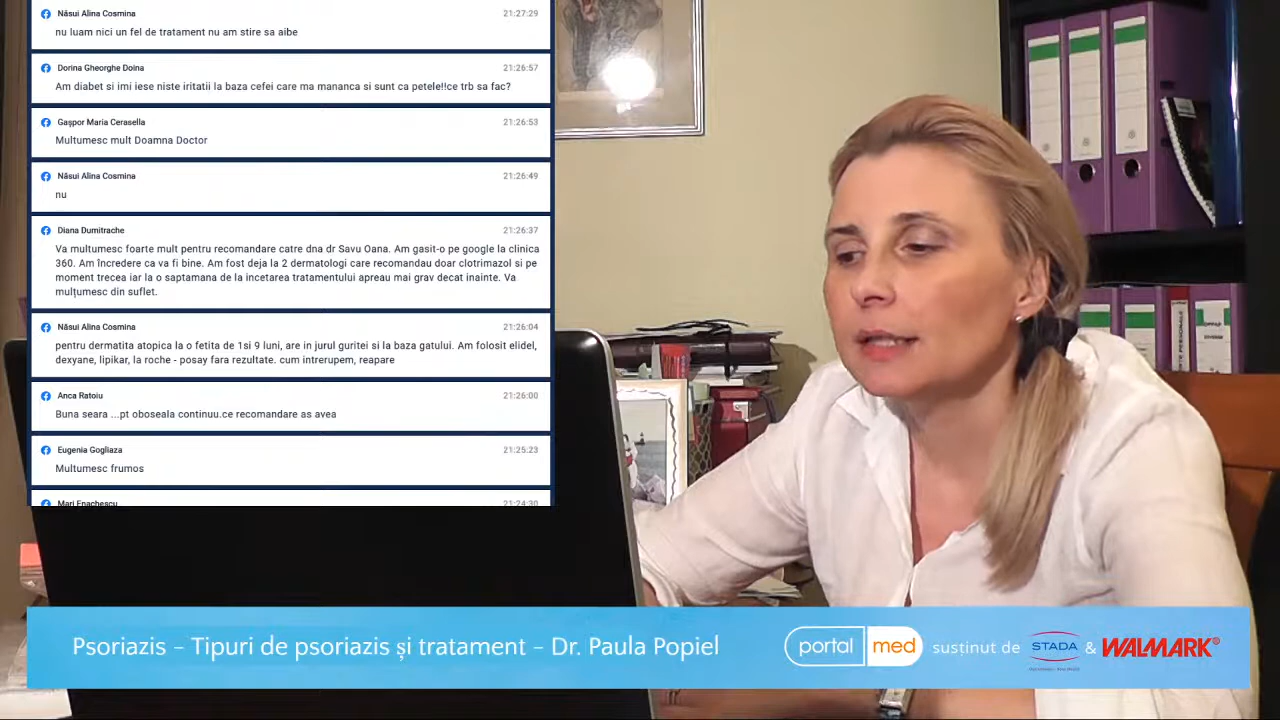 Năsui Alina Cosmina 21:27:29
nu luam nici un fel de tratament nu am stire sa aibe
Dorina Gheorghe Doina 21:26:57
Am diabet si imi iese niste iritatii la baza cefei care ma mananca si sunt ca petele!!ce trb sa fac?
Gaşpor Maria Cerasella 21:26:53
Multumesc mult Doamna Doctor
Năsui Alina Cosmina 21:26:49
nu
Diana Dumitrache 21:26:37
Va multumesc foarte mult pentru recomandare catre dna dr Savu Oana. Am gasit-o pe google la clinica
360. Am încredere ca va fi bine. Am fost deja la 2 dermatologi care recomandau doar clotrimazol si pe
moment trecea iar la o saptamana de la incetarea tratamentului apreau mai grav decat inainte. Va
mulțumesc din suflet.
Năsui Alina Cosmina 21:26:04
pentru dermatita atopica la o fetita de 1si 9 luni, are in jurul guritei si la baza gatului. Am folosit elidel,
dexyane, lipikar, la roche - posay fara rezultate. cum intrerupem, reapare
Anca Ratoiu 21:26:00
Buna seara ...pt oboseala continuu.ce recomandare as avea
Eugenia Gogliaza 21:25:23
Multumesc frumos
Mari Enachescu 21:24:30
Psoriazis – Tipuri de psoriazis și tratament – Dr. Paula Popiel
portal med susținut de STADA & WALMARK®